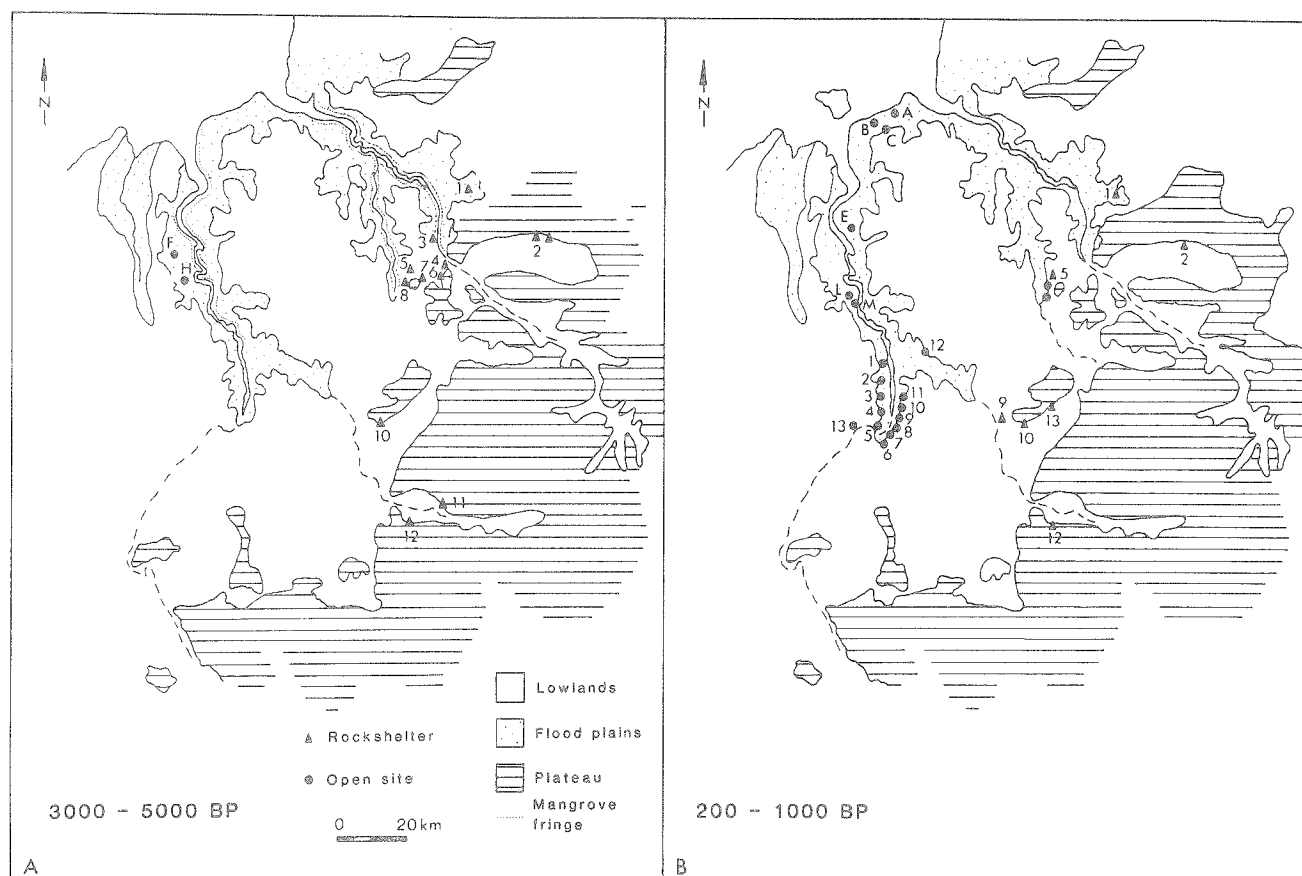 N
1
2
3
4
5
6
7
8
F
H
10
11
12
Lowlands
Flood plains
Plateau
Mangrove fringe
Rockshelter
Open site
0 20km
3000 - 5000 BP
A
N
A
B
C
1
E
2
5
L
M
12
1
2
3
4
5
6
7
8
9
10
11
13
9
10
13
12
200 - 1000 BP
B